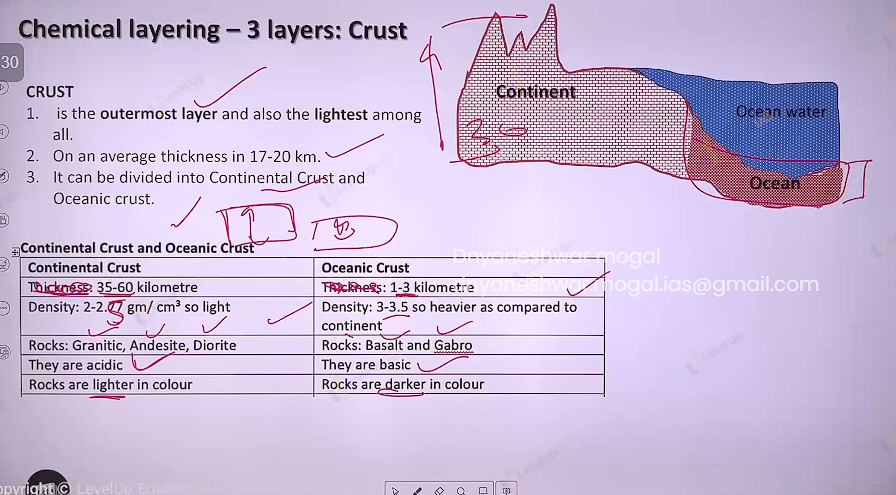 Chemical layering – 3 layers: Crust
30
CRUST
1. is the outermost layer and also the lightest among
all.
2. On an average thickness in 17-20 km.
3. It can be divided into Continental Crust and
Oceanic crust.
Continent
Ocean water
Ocean
Continental Crust and Oceanic Crust
Dnyaneshwar mogal
dnyaneshwar.mogal.ias@gmail.com
Continental Crust
Oceanic Crust
Thickness: 35-60 kilometre
Thickness: 1-3 kilometre
Density: 2-2. gm/ cm³ so light
Density: 3-3.5 so heavier as compared to
continent
Rocks: Granitic, Andesite, Diorite
Rocks: Basalt and Gabro
They are acidic
They are basic
Rocks are lighter in colour
Rocks are darker in colour
opyright © LevelUp